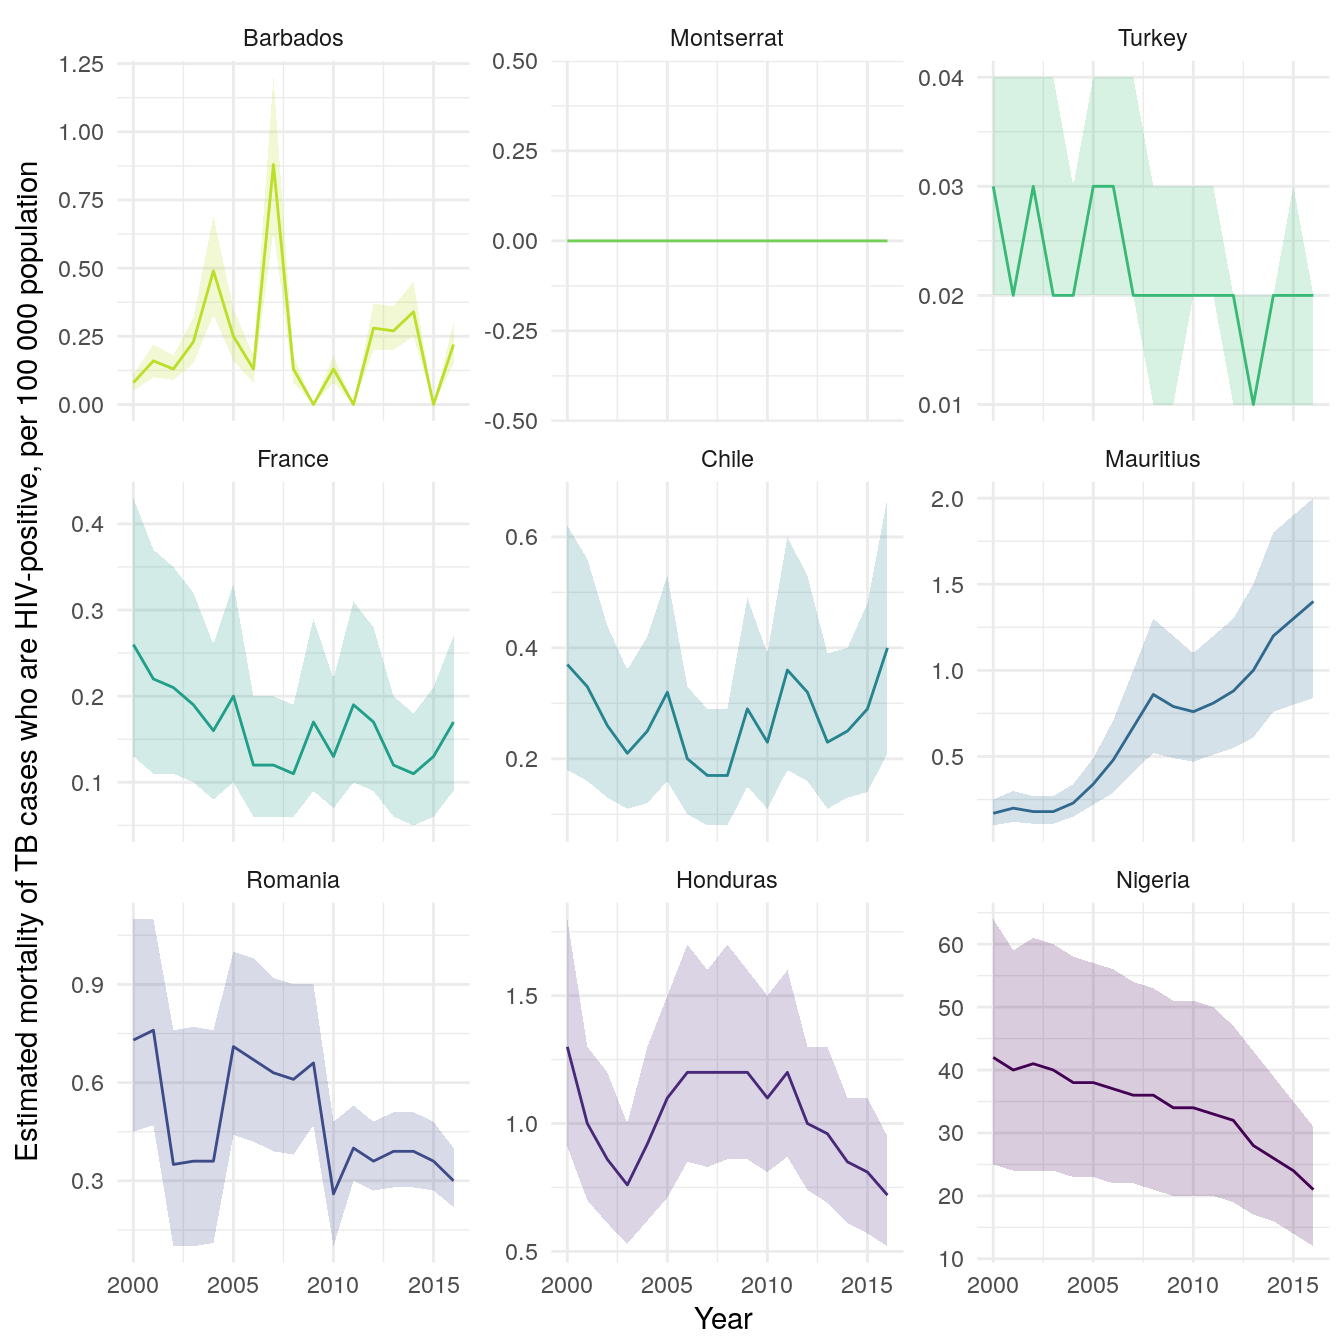 Barbados
Montserrat
Turkey
1.25
1.00
0.75
0.50
0.25
0.00
0.50
0.25
0.00
-0.25
-0.50
0.04
0.03
0.02
0.01
France
Chile
Mauritius
0.4
0.3
0.2
0.1
0.6
0.4
0.2
2.0
1.5
1.0
0.5
Romania
Honduras
Nigeria
0.9
0.6
0.3
1.5
1.0
0.5
60
50
40
30
20
10
2000 2005 2010 2015
2000 2005 2010 2015
2000 2005 2010 2015
Year
Estimated mortality of TB cases who are HIV-positive, per 100 000 population